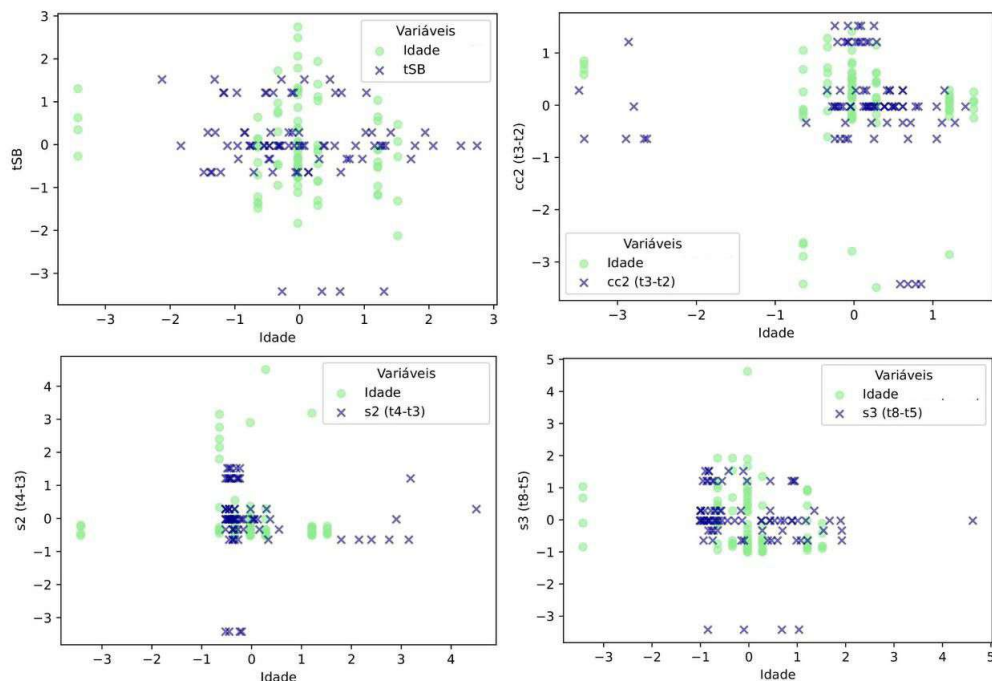 3
2
1
0
−1
−2
−3
tSB
Variáveis
Idade
tSB
−3 −2 −1 0 1 2 3
Idade
1
0
−1
−2
−3
cc2 (t3-t2)
Variáveis
Idade
cc2 (t3-t2)
−3 −2 −1 0 1
Idade
4
3
2
1
0
−1
−2
−3
s2 (t4-t3)
Variáveis
Idade
s2 (t4-t3)
−3 −2 −1 0 1 2 3 4
Idade
5
4
3
2
1
0
−1
−2
−3
s3 (t8-t5)
Variáveis
Idade
s3 (t8-t5)
−3 −2 −1 0 1 2 3 4 5
Idade